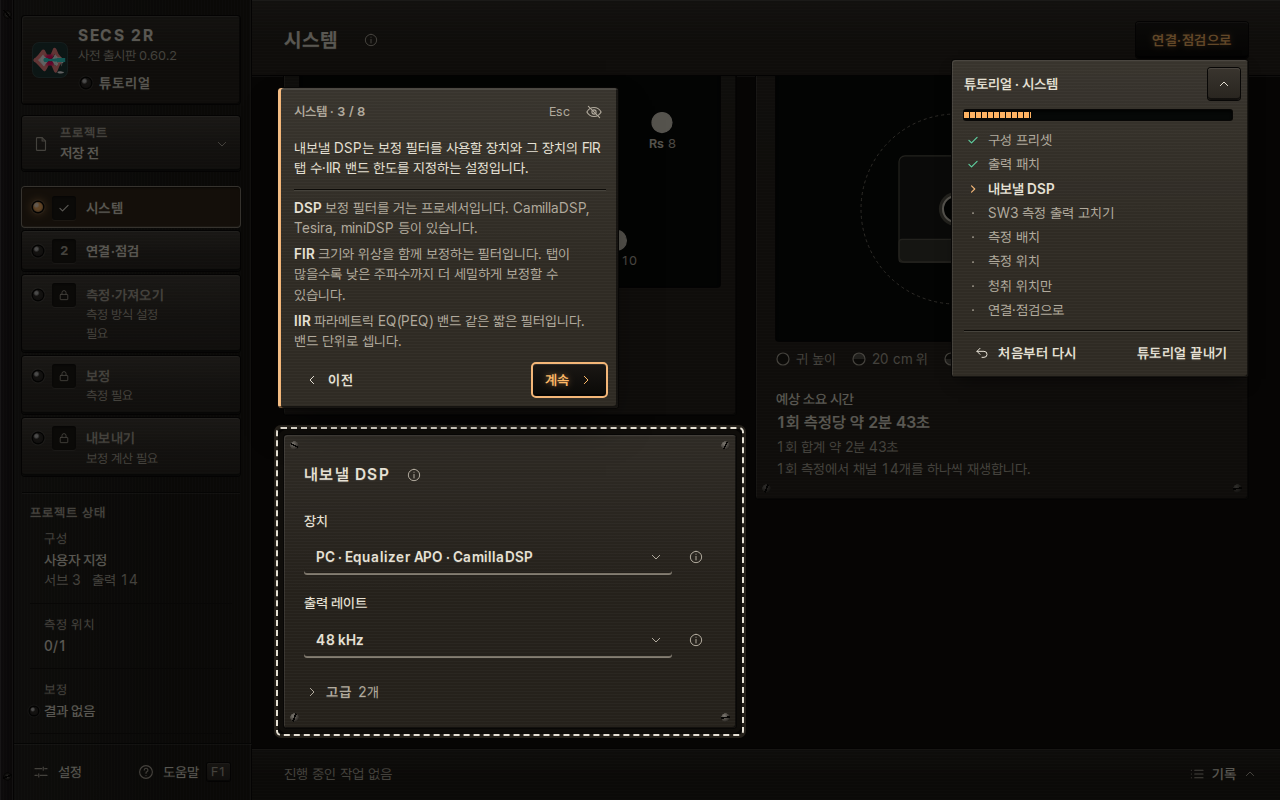 SECS 2R
사전 출시판 0.60.2
튜토리얼
프로젝트
저장 전
시스템
2 연결·점검
측정·가져오기
측정 방식 설정
필요
보정
측정 필요
내보내기
보정 계산 필요
프로젝트 상태
구성
사용자 지정
서브 3 출력 14
측정 위치
0/1
보정
결과 없음
설정
도움말 F1
시스템
연결·점검으로
시스템 · 3 / 8
Esc
내보낼 DSP는 보정 필터를 사용할 장치와 그 장치의 FIR
탭 수·IIR 밴드 한도를 지정하는 설정입니다.
DSP 보정 필터를 거는 프로세서입니다. CamillaDSP,
Tesira, miniDSP 등이 있습니다.
FIR 크기와 위상을 함께 보정하는 필터입니다. 탭이
많을수록 낮은 주파수까지 더 세밀하게 보정할 수
있습니다.
IIR 파라메트릭 EQ(PEQ) 밴드 같은 짧은 필터입니다.
밴드 단위로 셉니다.
이전
계속
Rs 8
10
내보낼 DSP
장치
PC · Equalizer APO · CamillaDSP
출력 레이트
48 kHz
고급 2개
귀 높이
20 cm 위
예상 소요 시간
1회 측정당 약 2분 43초
1회 합계 약 2분 43초
1회 측정에서 채널 14개를 하나씩 재생합니다.
튜토리얼 · 시스템
구성 프리셋
출력 패치
내보낼 DSP
SW3 측정 출력 고치기
측정 배치
측정 위치
청취 위치만
연결·점검으로
처음부터 다시
튜토리얼 끝내기
진행 중인 작업 없음
기록